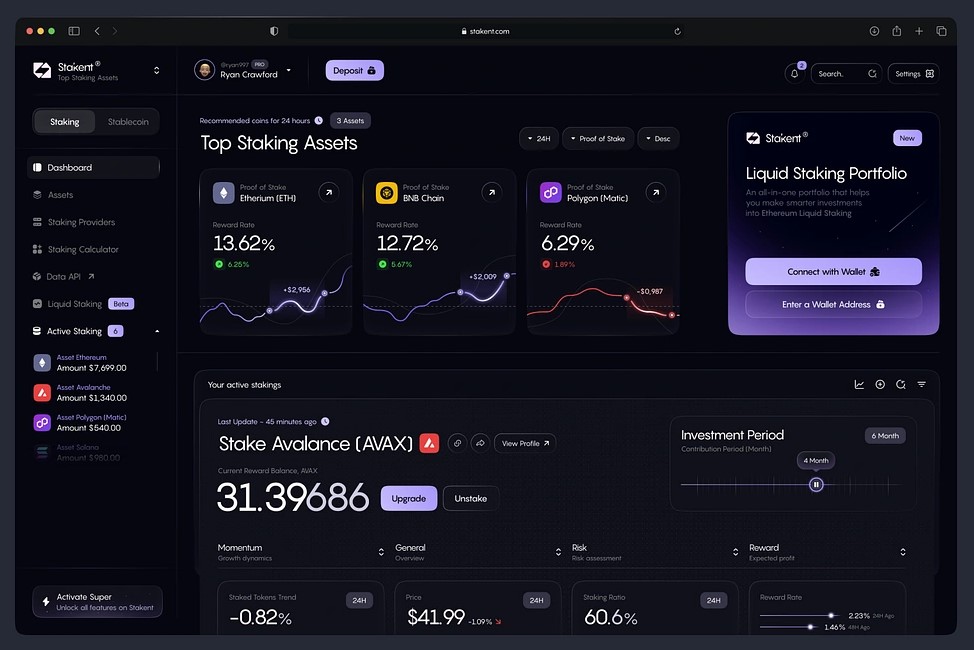 stakent.com
Stakent®
Top Staking Assets
@ryan997 PRO
Ryan Crawford
Deposit
2
Search.
Settings
Staking
Stablecoin
Dashboard
Assets
Staking Providers
Staking Calculator
Data API
Liquid Staking Beta
Active Staking 6
Asset Ethereum
Amount $7,699.00
Asset Avalanche
Amount $1,340.00
Asset Polygon (Matic)
Amount $540.00
Asset Solana
Amount $980.00
Activate Super
Unlock all features on Stakent
Recommended coins for 24 hours
3 Assets
Top Staking Assets
24H
Proof of Stake
Desc
Proof of Stake
Etherium (ETH)
Reward Rate
13.62%
6.25%
+$2,956
Proof of Stake
BNB Chain
Reward Rate
12.72%
5.67%
+$2,009
Proof of Stake
Polygon (Matic)
Reward Rate
6.29%
1.89%
-$0,987
Stakent®
New
Liquid Staking Portfolio
An all-in-one portfolio that helps
you make smarter investments
into Ethereum Liquid Staking
Connect with Wallet
Enter a Wallet Address
Your active stakings
Last Update - 45 minutes ago
Stake Avalance (AVAX)
View Profile
Current Reward Balance, AVAX
31.39686
Upgrade
Unstake
Investment Period
Contribution Period (Month)
6 Month
4 Month
Momentum
Growth dynamics
General
Overview
Risk
Risk assessment
Reward
Expected profit
Staked Tokens Trend
24H
-0.82%
Price
24H
$41.99 -1.09%
Staking Ratio
24H
60.6%
Reward Rate
2.23% 24H Ago
1.46% 48H Ago